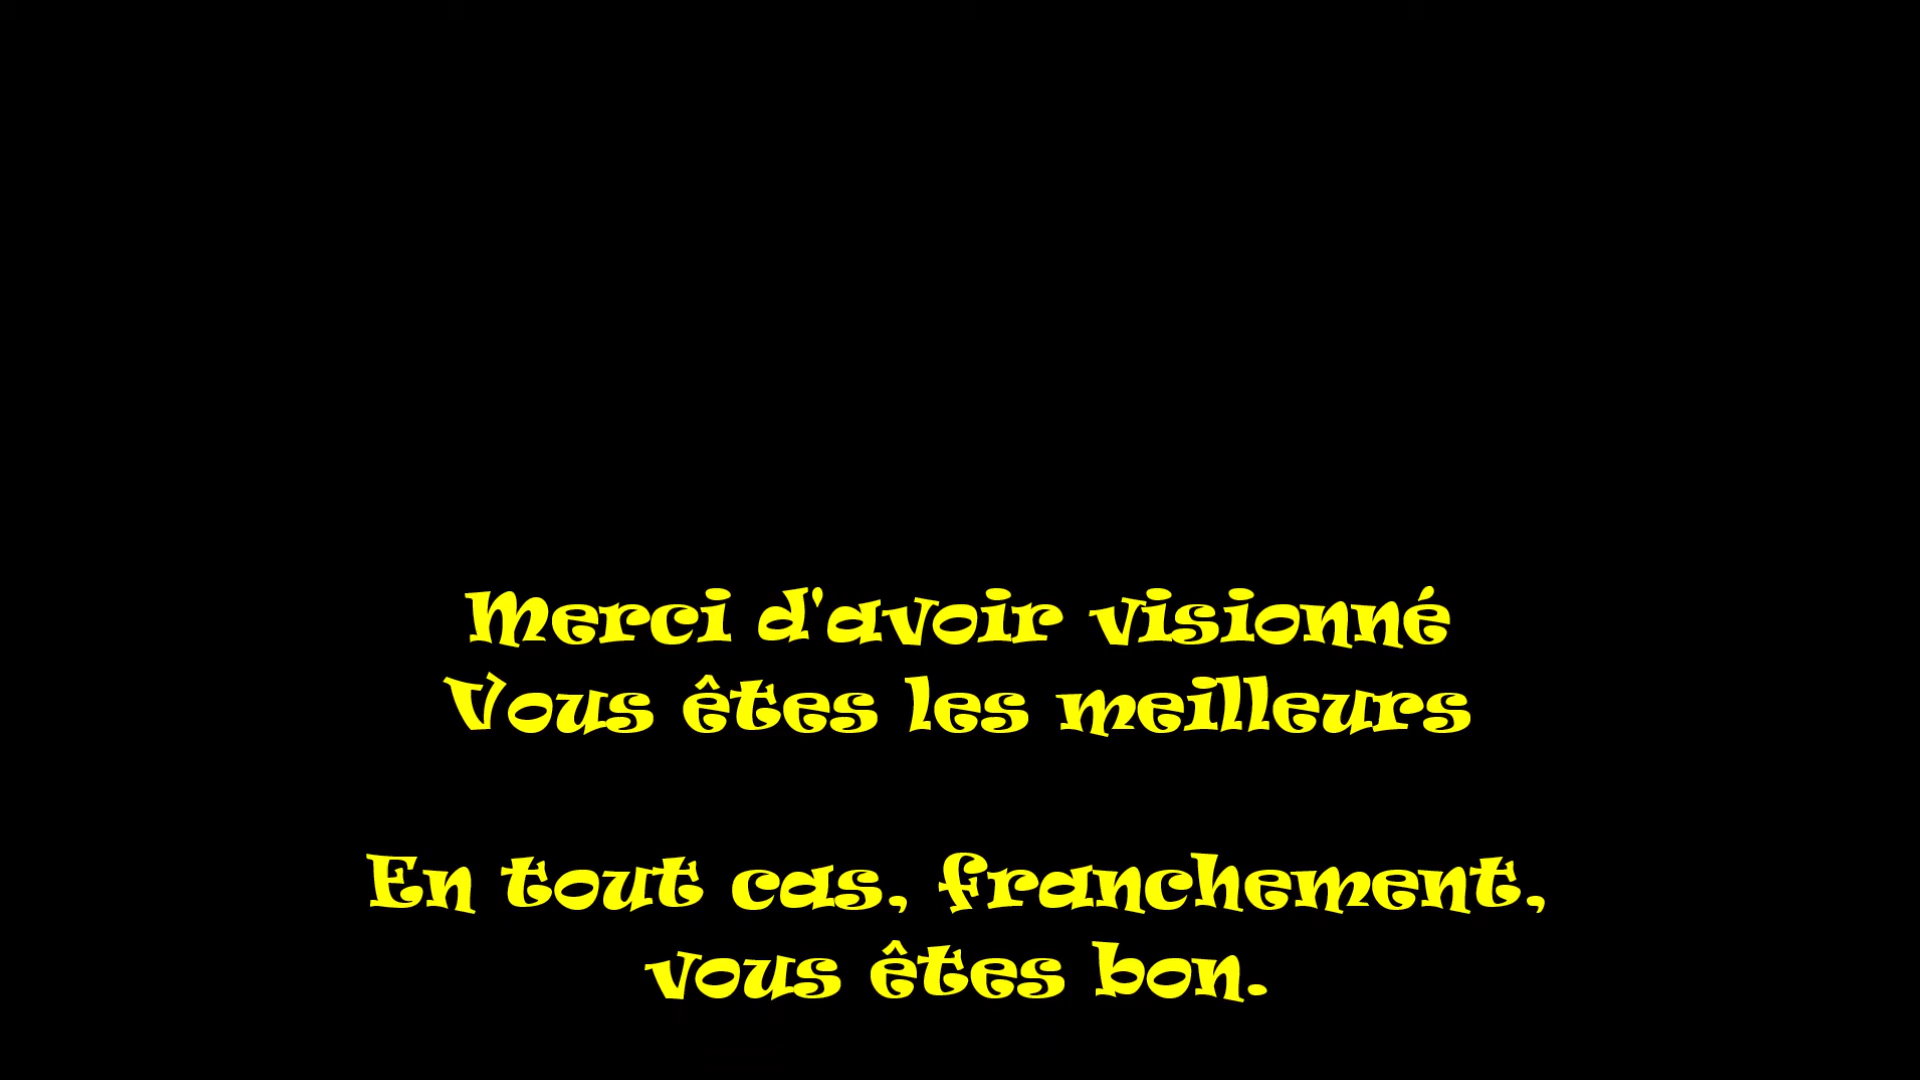 Merci d'avoir visionné
Vous êtes les meilleurs
En tout cas, franchement,
vous êtes bon.